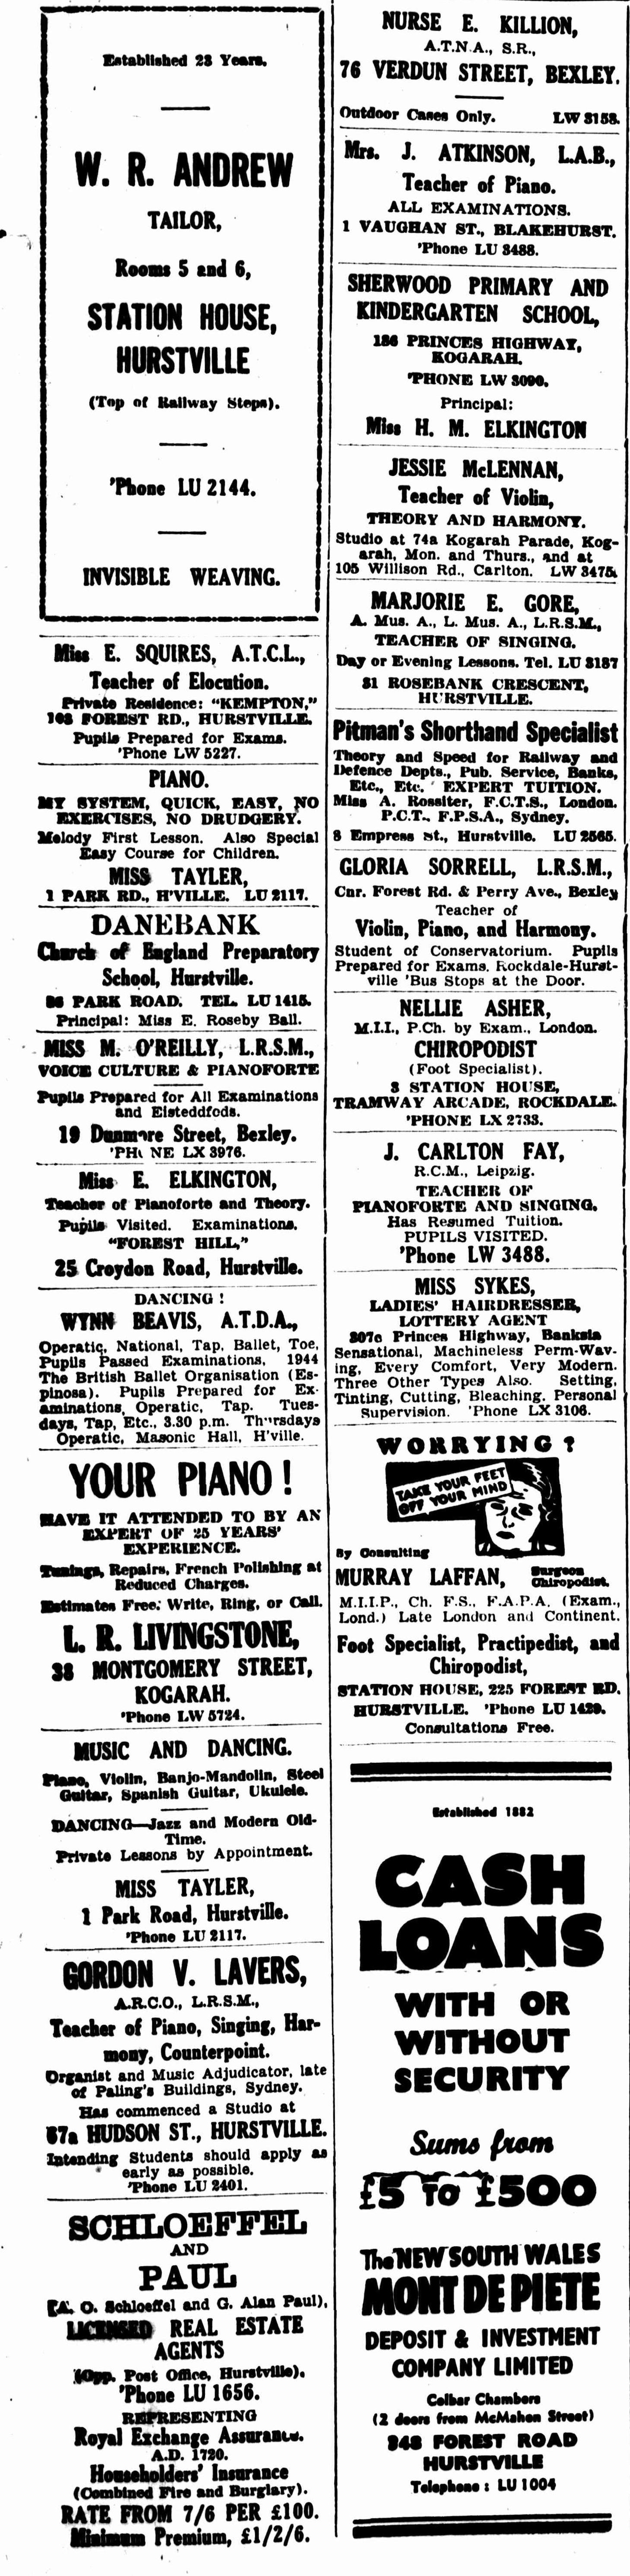 Established 23 Years.
W. R. ANDREW
TAILOR,
Rooms 5 and 6,
STATION HOUSE,
HURSTVILLE
(Top of Railway Steps).
'Phone LU 2144.
INVISIBLE WEAVING.
Miss E. SQUIRES, A.T.C.L.,
Teacher of Elocution.
Private Residence: "KEMPTON,"
168 FOREST RD., HURSTVILLE.
Pupils Prepared for Exams.
'Phone LW 5227.
PIANO.
MY SYSTEM, QUICK, EASY, NO
EXERCISES, NO DRUDGERY.
Melody First Lesson. Also Special
Easy Course for Children.
MISS TAYLER,
1 PARK RD., H'VILLE. LU 2117.
DANEBANK
Church of England Preparatory
School, Hurstville.
PARK ROAD. TEL. LU 1415.
Principal: Miss E. Roseby Ball.
MISS M. O'REILLY, L.R.S.M.,
VOICE CULTURE & PIANOFORTE
Pupils Prepared for All Examinations
and Eisteddfods.
19 Dunmore Street, Bexley.
'PHONE LX 3976.
Miss E. ELKINGTON,
Teacher of Pianoforte and Theory.
Pupils Visited. Examinations.
"FOREST HILL,"
25 Croydon Road, Hurstville.
DANCING!
WYNN BEAVIS, A.T.D.A.,
Operatic, National, Tap, Ballet, Toe,
Pupils Passed Examinations, 1944
The British Ballet Organisation (Es-
pinosa). Pupils Prepared for Ex-
aminations, Operatic, Tap. Tues-
days, Tap, Etc., 3.30 p.m. Thursdays
Operatic, Masonic Hall, H'ville.
YOUR PIANO!
HAVE IT ATTENDED TO BY AN
EXPERT OF 25 YEARS'
EXPERIENCE.
Tunings, Repairs, French Polishing at
Reduced Charges.
Estimates Free: Write, Ring, or Call.
L. R. LIVINGSTONE,
38 MONTGOMERY STREET,
KOGARAH.
'Phone LW 5724.
MUSIC AND DANCING.
Piano, Violin, Banjo-Mandolin, Steel
Guitar, Spanish Guitar, Ukulele.
DANCING—Jazz and Modern Old-
Time.
Private Lessons by Appointment.
MISS TAYLER,
1 Park Road, Hurstville.
'Phone LU 2117.
GORDON V. LAVERS,
A.R.C.O., L.R.S.M.,
Teacher of Piano, Singing, Har-
mony, Counterpoint.
Organist and Music Adjudicator, late
of Paling's Buildings, Sydney.
Has commenced a Studio at
67a HUDSON ST., HURSTVILLE.
Intending Students should apply as
early as possible.
'Phone LU 2401.
SCHLOEFFEL
AND
PAUL
(A. O. Schloeffel and G. Alan Paul),
LICENSED REAL ESTATE
AGENTS
(Opp. Post Office, Hurstville).
'Phone LU 1656.
REPRESENTING
Royal Exchange Assurance.
A.D. 1720.
Householders' Insurance
(Combined Fire and Burglary).
RATE FROM 7/6 PER £100.
Minimum Premium, £1/2/6.
NURSE E. KILLION,
A.T.N.A., S.R.,
76 VERDUN STREET, BEXLEY.
Outdoor Cases Only. LW 3158.
Mrs. J. ATKINSON, L.A.B.,
Teacher of Piano.
ALL EXAMINATIONS.
1 VAUGHAN ST., BLAKEHURST.
'Phone LU 3488.
SHERWOOD PRIMARY AND
KINDERGARTEN SCHOOL,
186 PRINCES HIGHWAY,
KOGARAH.
'PHONE LW 3090.
Principal:
Miss H. M. ELKINGTON
JESSIE McLENNAN,
Teacher of Violin,
THEORY AND HARMONY.
Studio at 74a Kogarah Parade, Kog-
arah, Mon. and Thurs., and at
105 Willison Rd., Carlton. LW 3475.
MARJORIE E. GORE,
A. Mus. A., L. Mus. A., L.R.S.M.,
TEACHER OF SINGING.
Day or Evening Lessons. Tel. LU 3187
31 ROSEBANK CRESCENT,
HURSTVILLE.
Pitman's Shorthand Specialist
Theory and Speed for Railway and
Defence Depts., Pub. Service, Banks,
Etc., Etc. EXPERT TUITION.
Miss A. Rossiter, F.C.T.S., London.
P.C.T., F.P.S.A., Sydney.
8 Empress St., Hurstville. LU 2565.
GLORIA SORRELL, L.R.S.M.,
Cnr. Forest Rd. & Perry Ave., Bexley
Teacher of
Violin, Piano, and Harmony.
Student of Conservatorium. Pupils
Prepared for Exams. Rockdale-Hurst-
ville 'Bus Stops at the Door.
NELLIE ASHER,
M.I.I., P.Ch. by Exam., London.
CHIROPODIST
(Foot Specialist).
3 STATION HOUSE,
TRAMWAY ARCADE, ROCKDALE.
'PHONE LX 2733.
J. CARLTON FAY,
R.C.M., Leipzig.
TEACHER OF
PIANOFORTE AND SINGING.
Has Resumed Tuition.
PUPILS VISITED.
'Phone LW 3488.
MISS SYKES,
LADIES' HAIRDRESSER,
LOTTERY AGENT
307c Princes Highway, Banksia
Sensational, Machineless Perm-Wav-
ing, Every Comfort, Very Modern.
Three Other Types Also. Setting,
Tinting, Cutting, Bleaching. Personal
Supervision. 'Phone LX 3106.
WORRYING?
TAKE YOUR FEET
OFF YOUR MIND
By Consulting
MURRAY LAFFAN, Surgeon Chiropodist.
M.I.I.P., Ch. F.S., F.A.P.A. (Exam.,
Lond.) Late London and Continent.
Foot Specialist, Practipedist, and
Chiropodist,
STATION HOUSE, 225 FOREST RD.
HURSTVILLE. 'Phone LU 1429.
Consultations Free.
Established 1882
CASH
LOANS
WITH OR
WITHOUT
SECURITY
Sums from
£5 TO £500
The NEW SOUTH WALES
MONT DE PIETE
DEPOSIT & INVESTMENT
COMPANY LIMITED
Colbar Chambers
(2 doors from McMahon Street)
248 FOREST ROAD
HURSTVILLE
Telephone: LU 1004